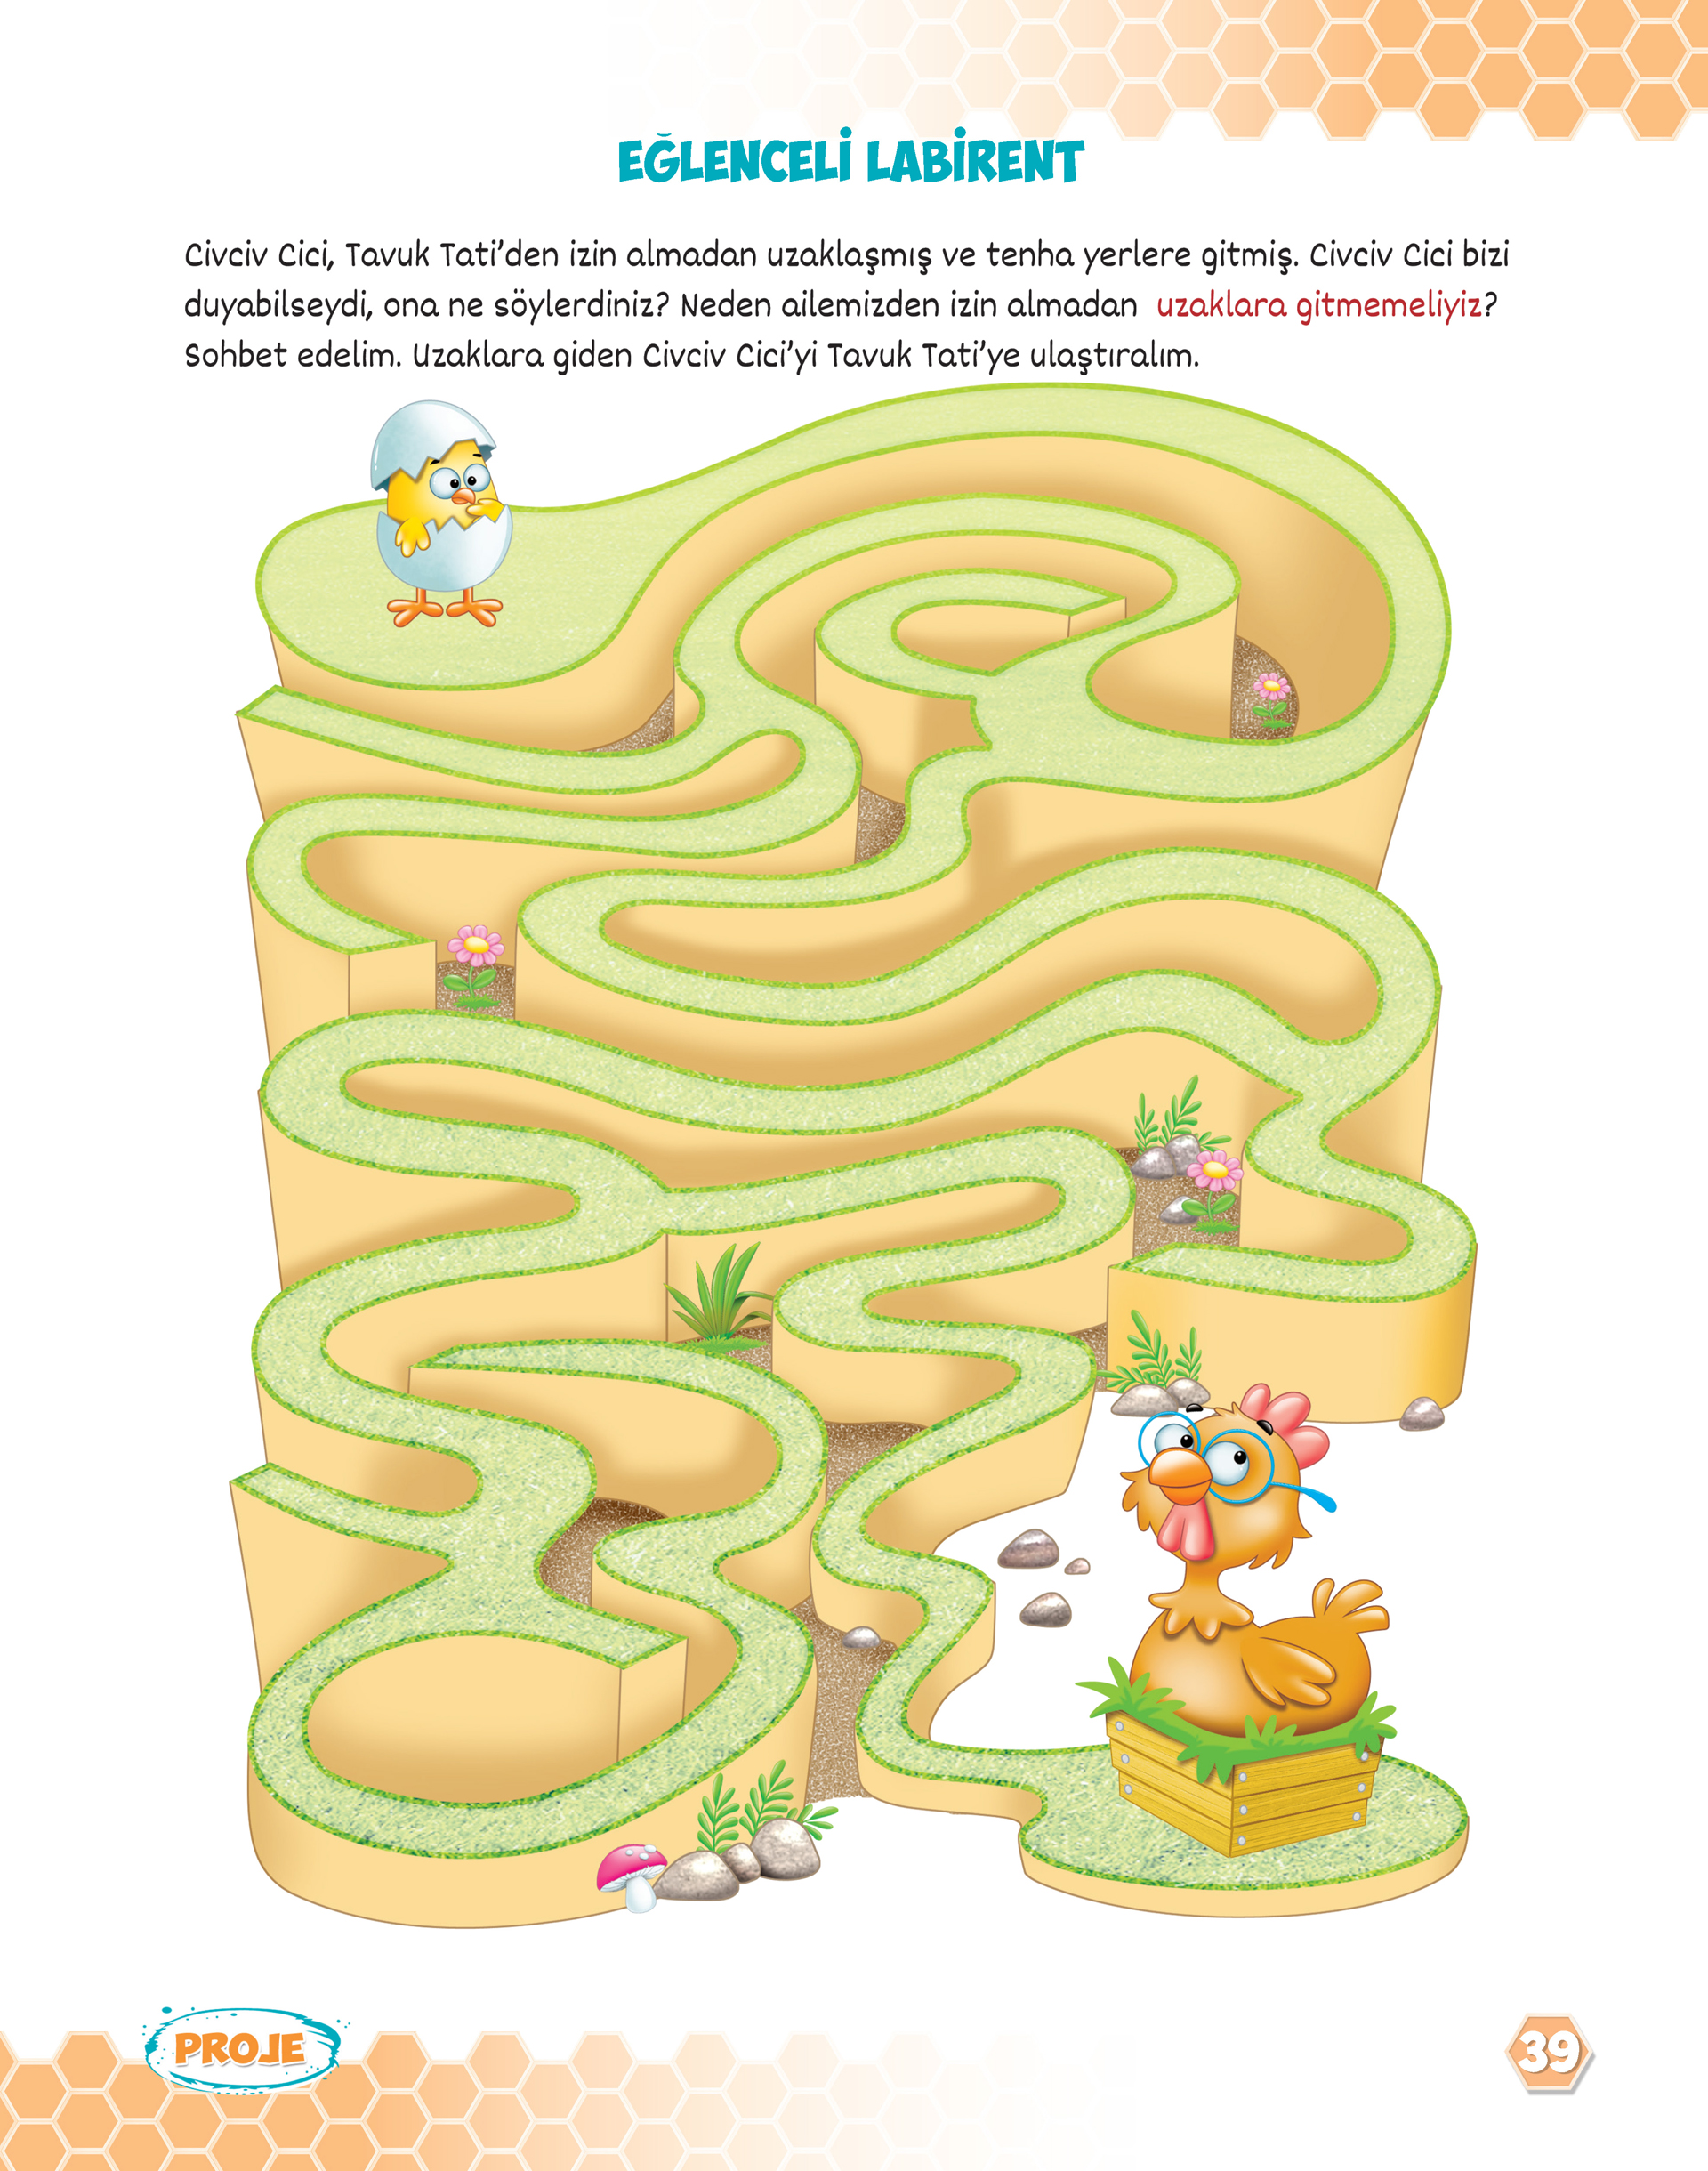 EĞLENCELİ LABİRENT
Civciv Cici, Tavuk Tati’den izin almadan uzaklaşmış ve tenha yerlere gitmiş. Civciv Cici bizi
duyabilseydi, ona ne söylerdiniz? Neden ailemizden izin almadan uzaklara gitmemeliyiz?
Sohbet edelim. Uzaklara giden Civciv Cici’yi Tavuk Tati’ye ulaştıralım.
PROJE
39